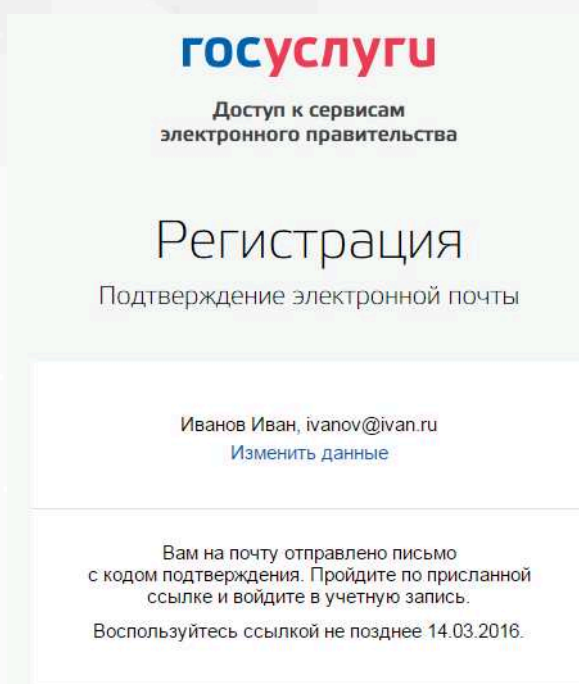 госуслуги
Доступ к сервисам
электронного правительства
Регистрация
Подтверждение электронной почты
Иванов Иван, ivanov@ivan.ru
Изменить данные
Вам на почту отправлено письмо
с кодом подтверждения. Пройдите по присланной
ссылке и войдите в учетную запись.
Воспользуйтесь ссылкой не позднее 14.03.2016.